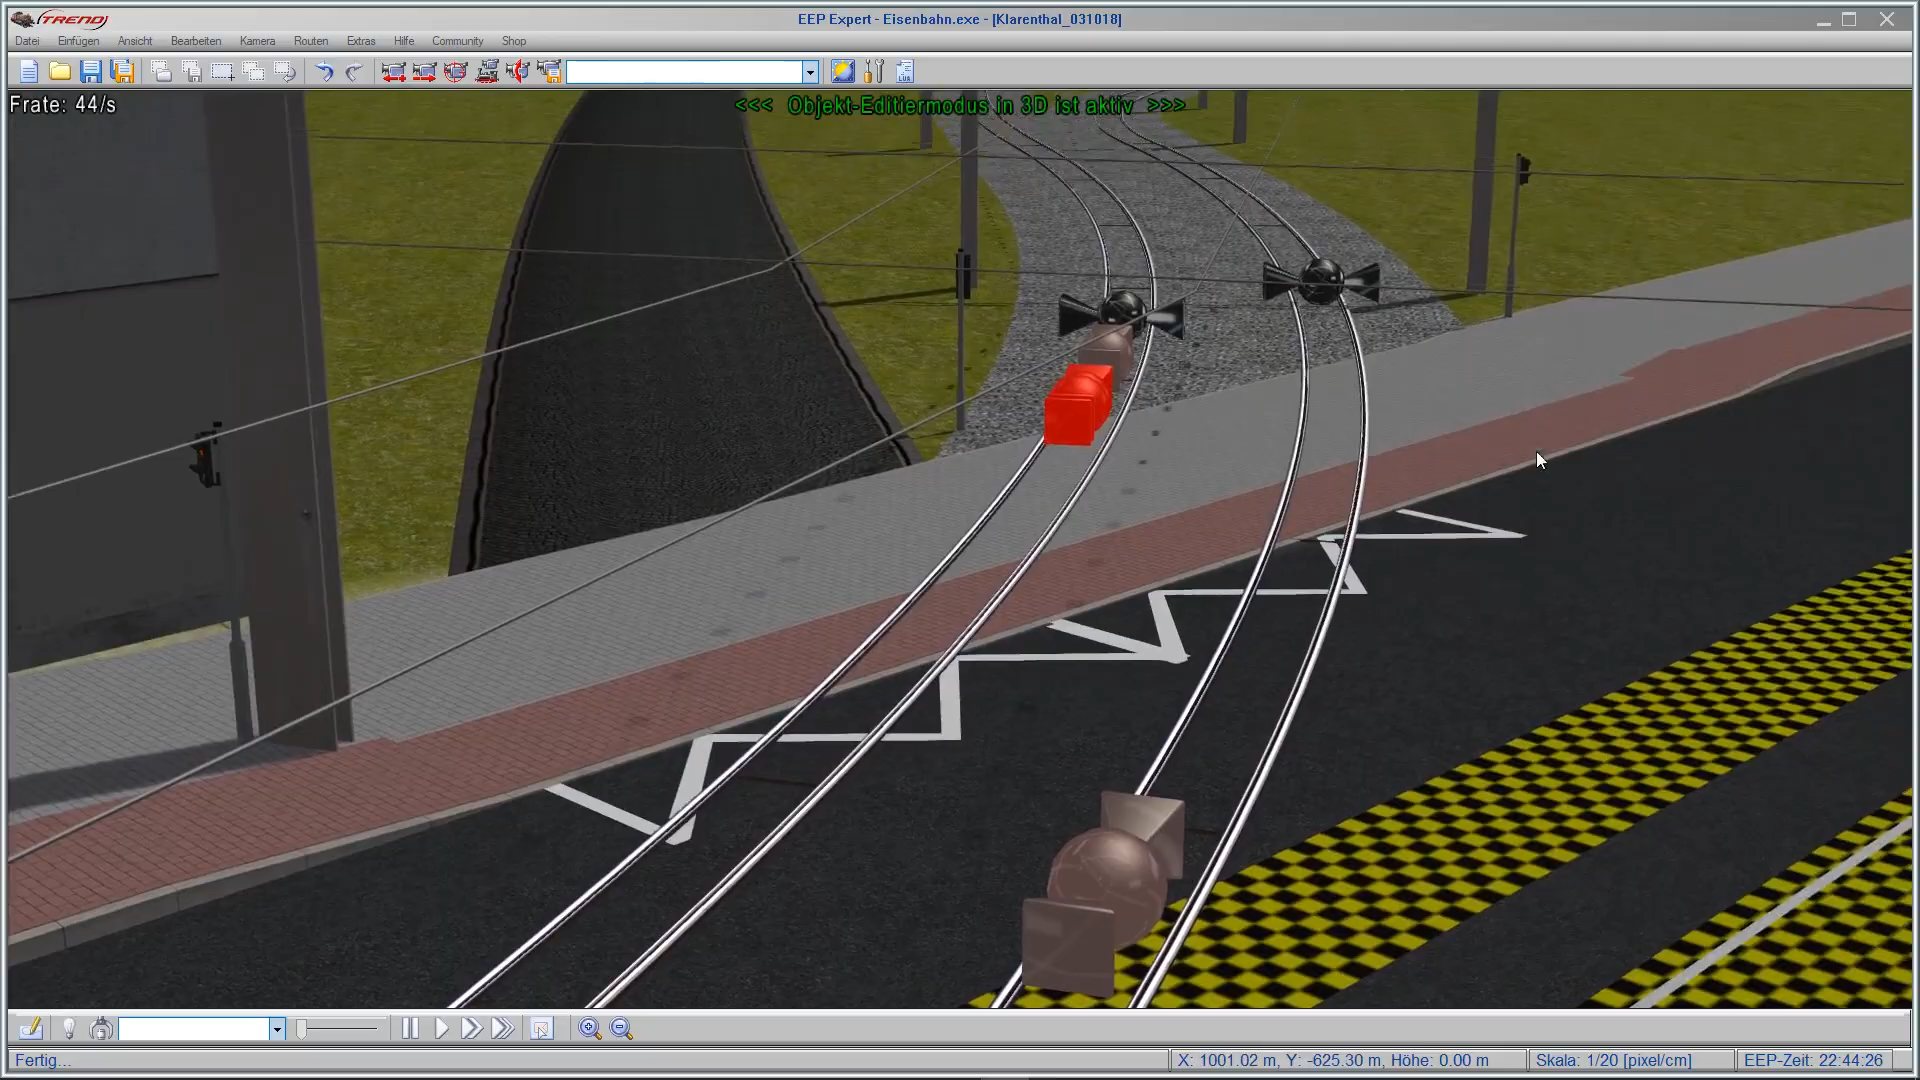 TREND
EEP Expert - Eisenbahn.exe - [Klarenthal_031018]
Datei Einfügen Ansicht Bearbeiten Kamera Routen Extras Hilfe Community Shop
LUA
Frate: 44/s
<<< Objekt-Editiermodus in 3D ist aktiv >>>
Fertig...
X: 1001.02 m, Y: -625.30 m, Höhe: 0.00 m
Skala: 1/20 [pixel/cm]
EEP-Zeit: 22:44:26